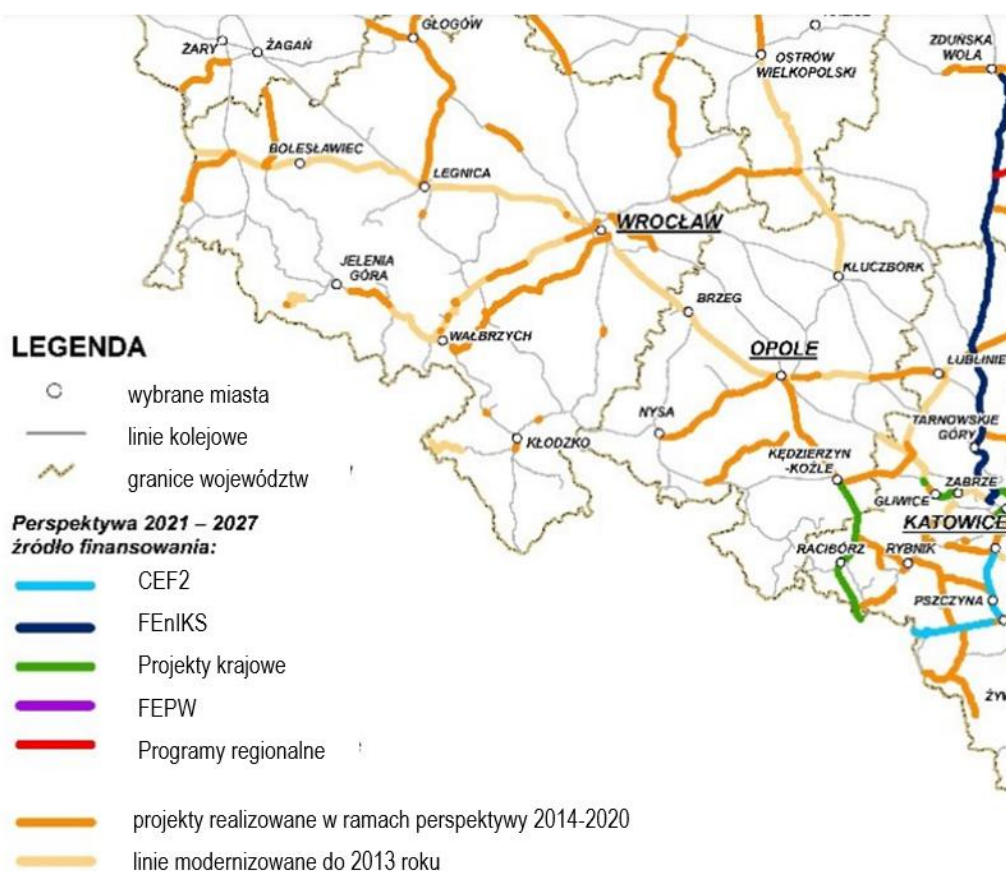 GŁOGÓW
ŻARY
ŻAGAŃ
OSTRÓW
WIELKOPOLSKI
ZDUŃSKA
WOLA
BOLESŁAWIEC
LEGNICA
WROCŁAW
JELENIA
GÓRA
KLUCZBORK
BRZEG
WAŁBRZYCH
OPOLE
LUBLINIE
NYSA
TARNOWSKIE
GÓRY
KŁODZKO
KĘDZIERZYN
-KOŹLE
GLIWICE
ZABRZE
KATOWICE
RACIBÓRZ
RYBNIK
PSZCZYNA
ŻYW
LEGENDA
wybrane miasta
linie kolejowe
granice województw
Perspektywa 2021 – 2027
źródło finansowania:
CEF2
FEnIKS
Projekty krajowe
FEPW
Programy regionalne
projekty realizowane w ramach perspektywy 2014-2020
linie modernizowane do 2013 roku